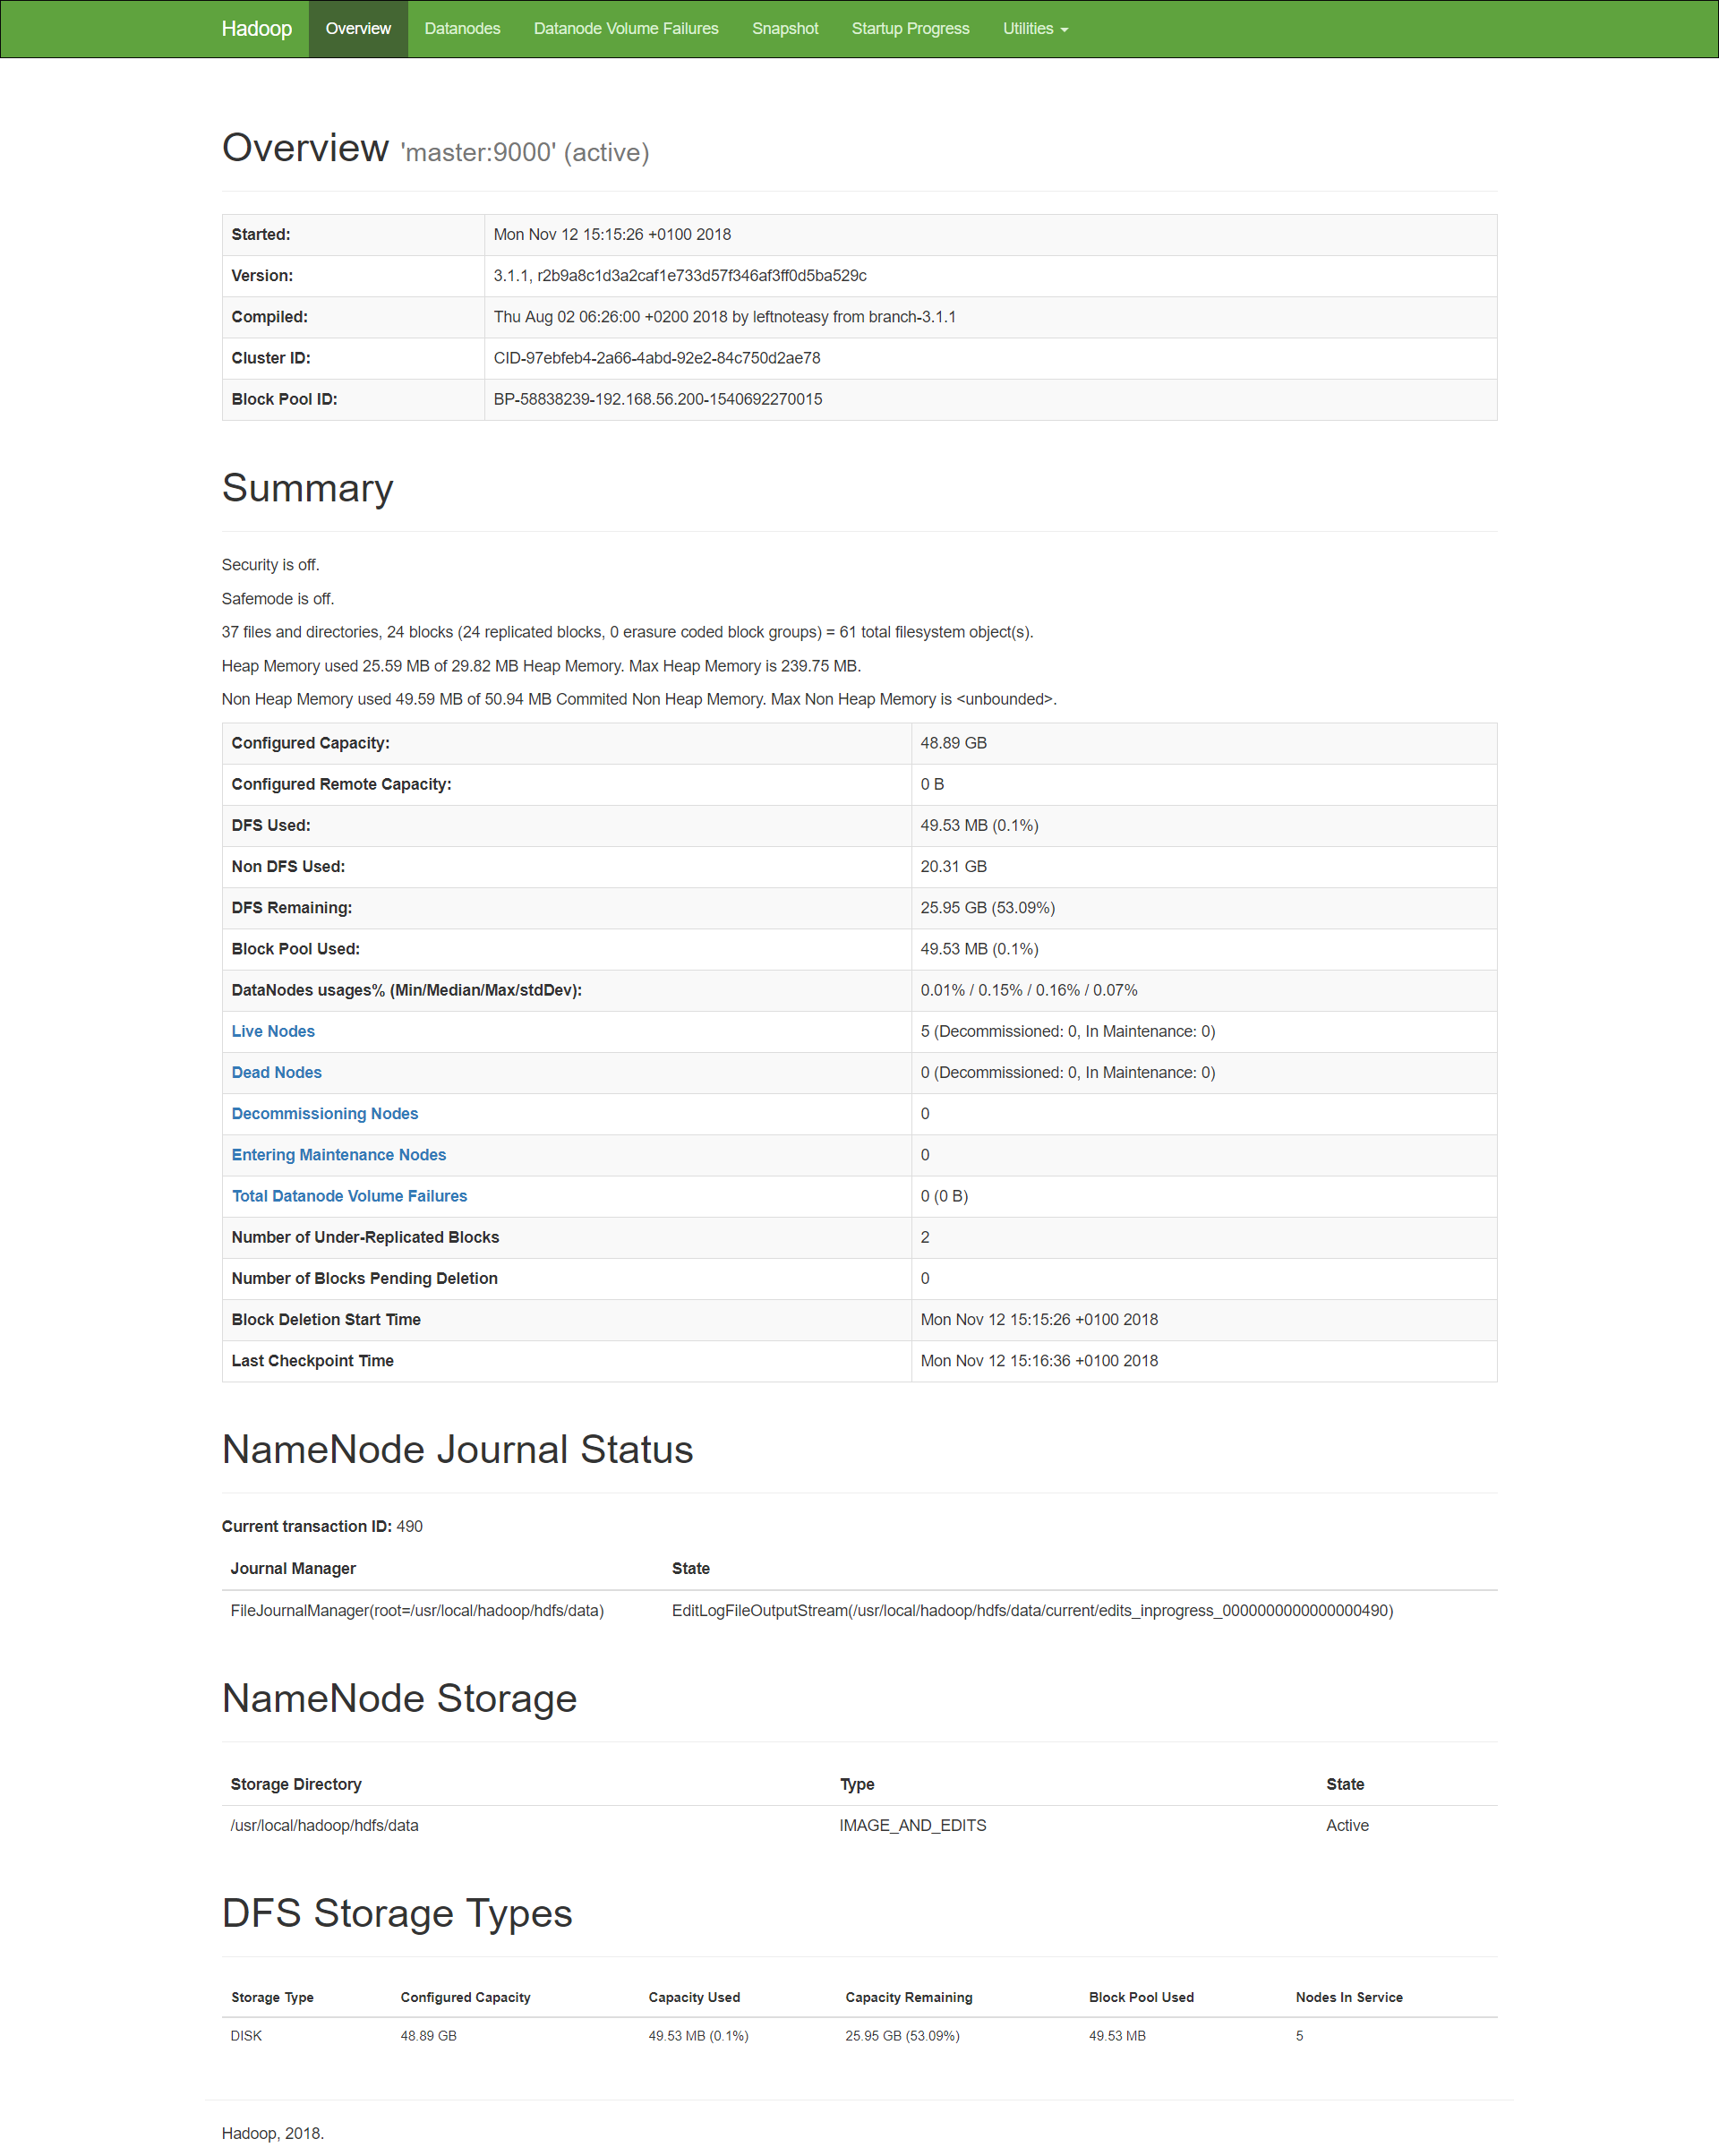 Hadoop Overview Datanodes Datanode Volume Failures Snapshot Startup Progress Utilities
Overview 'master:9000' (active)
Started: Mon Nov 12 15:15:26 +0100 2018
Version: 3.1.1, r2b9a8c1d3a2caf1e733d57f346af3ff0d5ba529c
Compiled: Thu Aug 02 06:26:00 +0200 2018 by leftnoteasy from branch-3.1.1
Cluster ID: CID-97ebfeb4-2a66-4abd-92e2-84c750d2ae78
Block Pool ID: BP-58838239-192.168.56.200-1540692270015
Summary
Security is off.
Safemode is off.
37 files and directories, 24 blocks (24 replicated blocks, 0 erasure coded block groups) = 61 total filesystem object(s).
Heap Memory used 25.59 MB of 29.82 MB Heap Memory. Max Heap Memory is 239.75 MB.
Non Heap Memory used 49.59 MB of 50.94 MB Commited Non Heap Memory. Max Non Heap Memory is <unbounded>.
Configured Capacity: 48.89 GB
Configured Remote Capacity: 0 B
DFS Used: 49.53 MB (0.1%)
Non DFS Used: 20.31 GB
DFS Remaining: 25.95 GB (53.09%)
Block Pool Used: 49.53 MB (0.1%)
DataNodes usages% (Min/Median/Max/stdDev): 0.01% / 0.15% / 0.16% / 0.07%
Live Nodes 5 (Decommissioned: 0, In Maintenance: 0)
Dead Nodes 0 (Decommissioned: 0, In Maintenance: 0)
Decommissioning Nodes 0
Entering Maintenance Nodes 0
Total Datanode Volume Failures 0 (0 B)
Number of Under-Replicated Blocks 2
Number of Blocks Pending Deletion 0
Block Deletion Start Time Mon Nov 12 15:15:26 +0100 2018
Last Checkpoint Time Mon Nov 12 15:16:36 +0100 2018
NameNode Journal Status
Current transaction ID: 490
Journal Manager State
FileJournalManager(root=/usr/local/hadoop/hdfs/data) EditLogFileOutputStream(/usr/local/hadoop/hdfs/data/current/edits_inprogress_0000000000000000490)
NameNode Storage
Storage Directory Type State
/usr/local/hadoop/hdfs/data IMAGE_AND_EDITS Active
DFS Storage Types
Storage Type Configured Capacity Capacity Used Capacity Remaining Block Pool Used Nodes In Service
DISK 48.89 GB 49.53 MB (0.1%) 25.95 GB (53.09%) 49.53 MB 5
Hadoop, 2018.